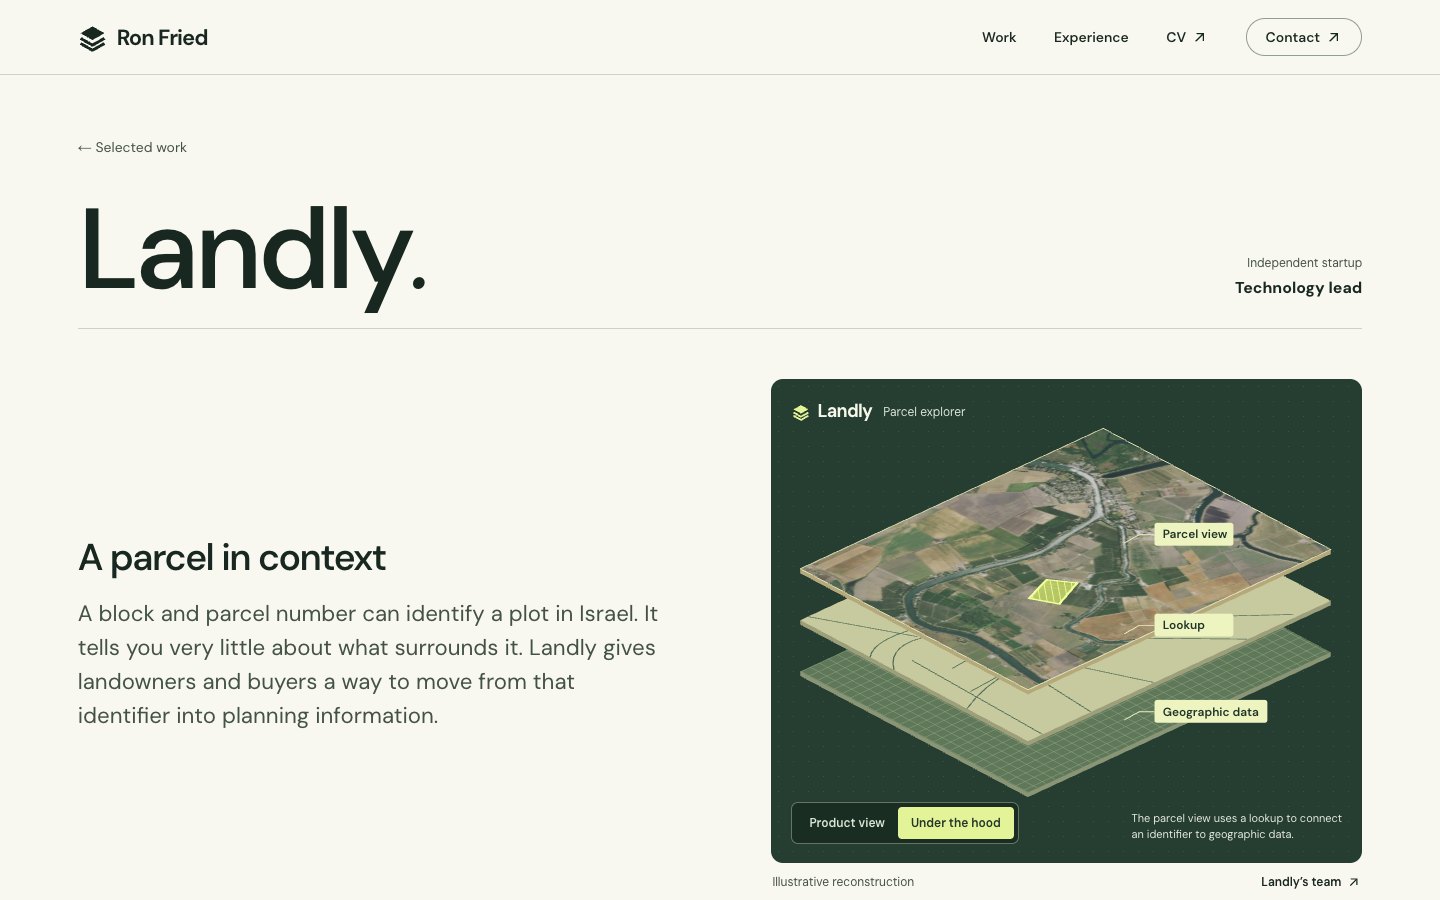 Ron Fried
Work
Experience
CV ↗
Contact ↗
← Selected work
Landly.
Independent startup
Technology lead
Landly Parcel explorer
Parcel view
Lookup
Geographic data
A parcel in context
A block and parcel number can identify a plot in Israel. It
tells you very little about what surrounds it. Landly gives
landowners and buyers a way to move from that
identifier into planning information.
Product view
Under the hood
The parcel view uses a lookup to connect
an identifier to geographic data.
Illustrative reconstruction
Landly’s team ↗